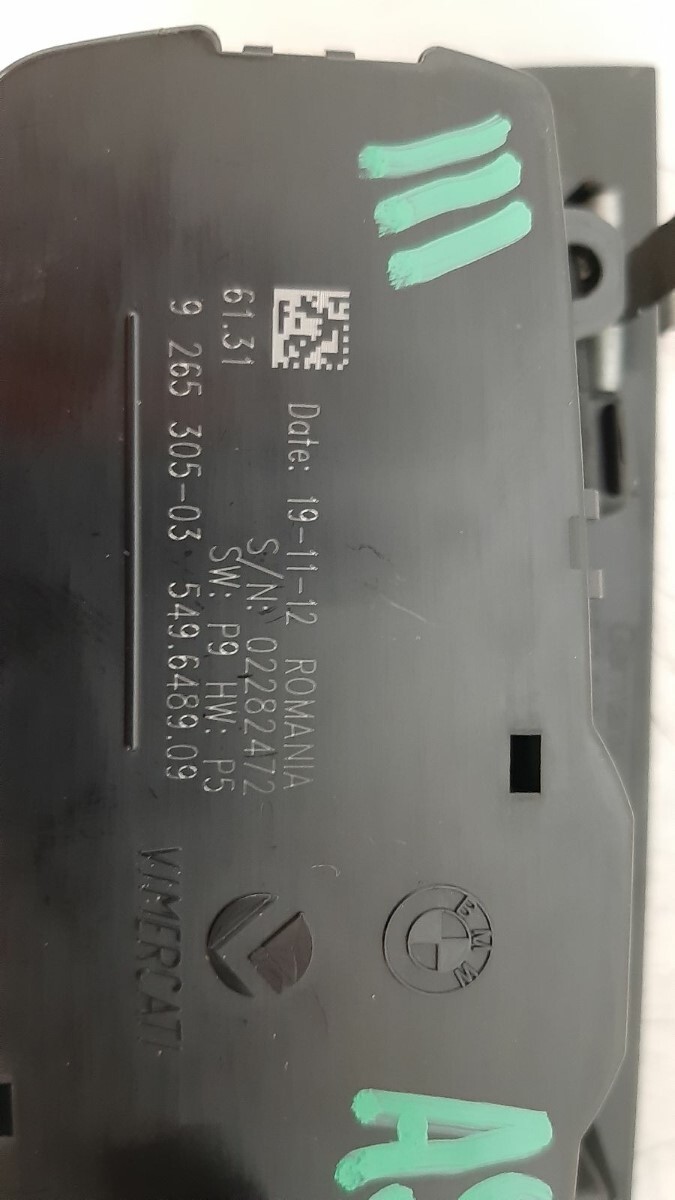 Date: 19-11-12 ROMANIA
S/N: 02282472
61.31 SW: P9 HW: P5
9 265 305-03 549.6489.09
VIMERCATI
BMW